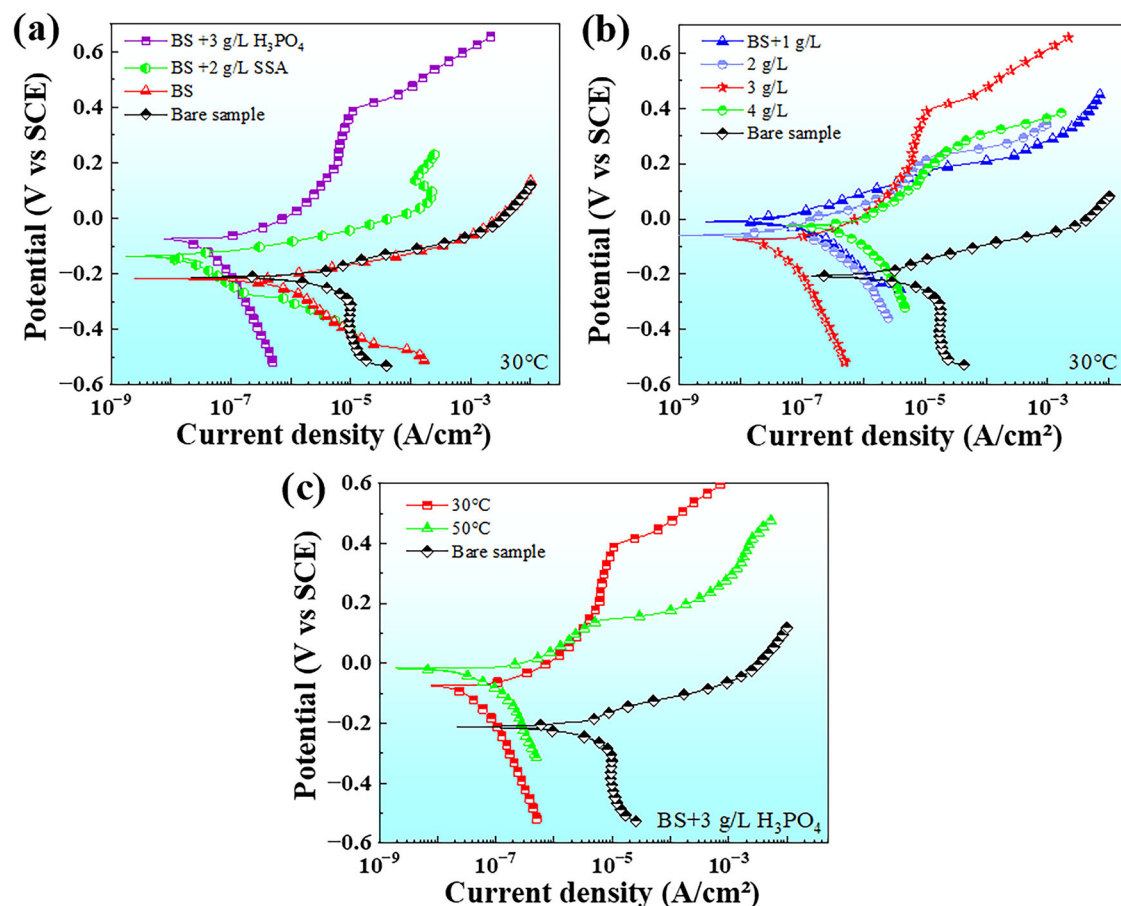 (a)
BS +3 g/L H₃PO₄
BS +2 g/L SSA
BS
Bare sample
0.6
0.4
0.2
0.0
−0.2
−0.4
−0.6
Potential (V vs SCE)
30°C
10⁻⁹
10⁻⁷
10⁻⁵
10⁻³
Current density (A/cm²)
(b)
BS+1 g/L
2 g/L
3 g/L
4 g/L
Bare sample
0.6
0.4
0.2
0.0
−0.2
−0.4
−0.6
Potential (V vs SCE)
30°C
10⁻⁹
10⁻⁷
10⁻⁵
10⁻³
Current density (A/cm²)
(c)
30°C
50°C
Bare sample
0.6
0.4
0.2
0.0
−0.2
−0.4
−0.6
Potential (V vs SCE)
BS+3 g/L H₃PO₄
10⁻⁹
10⁻⁷
10⁻⁵
10⁻³
Current density (A/cm²)